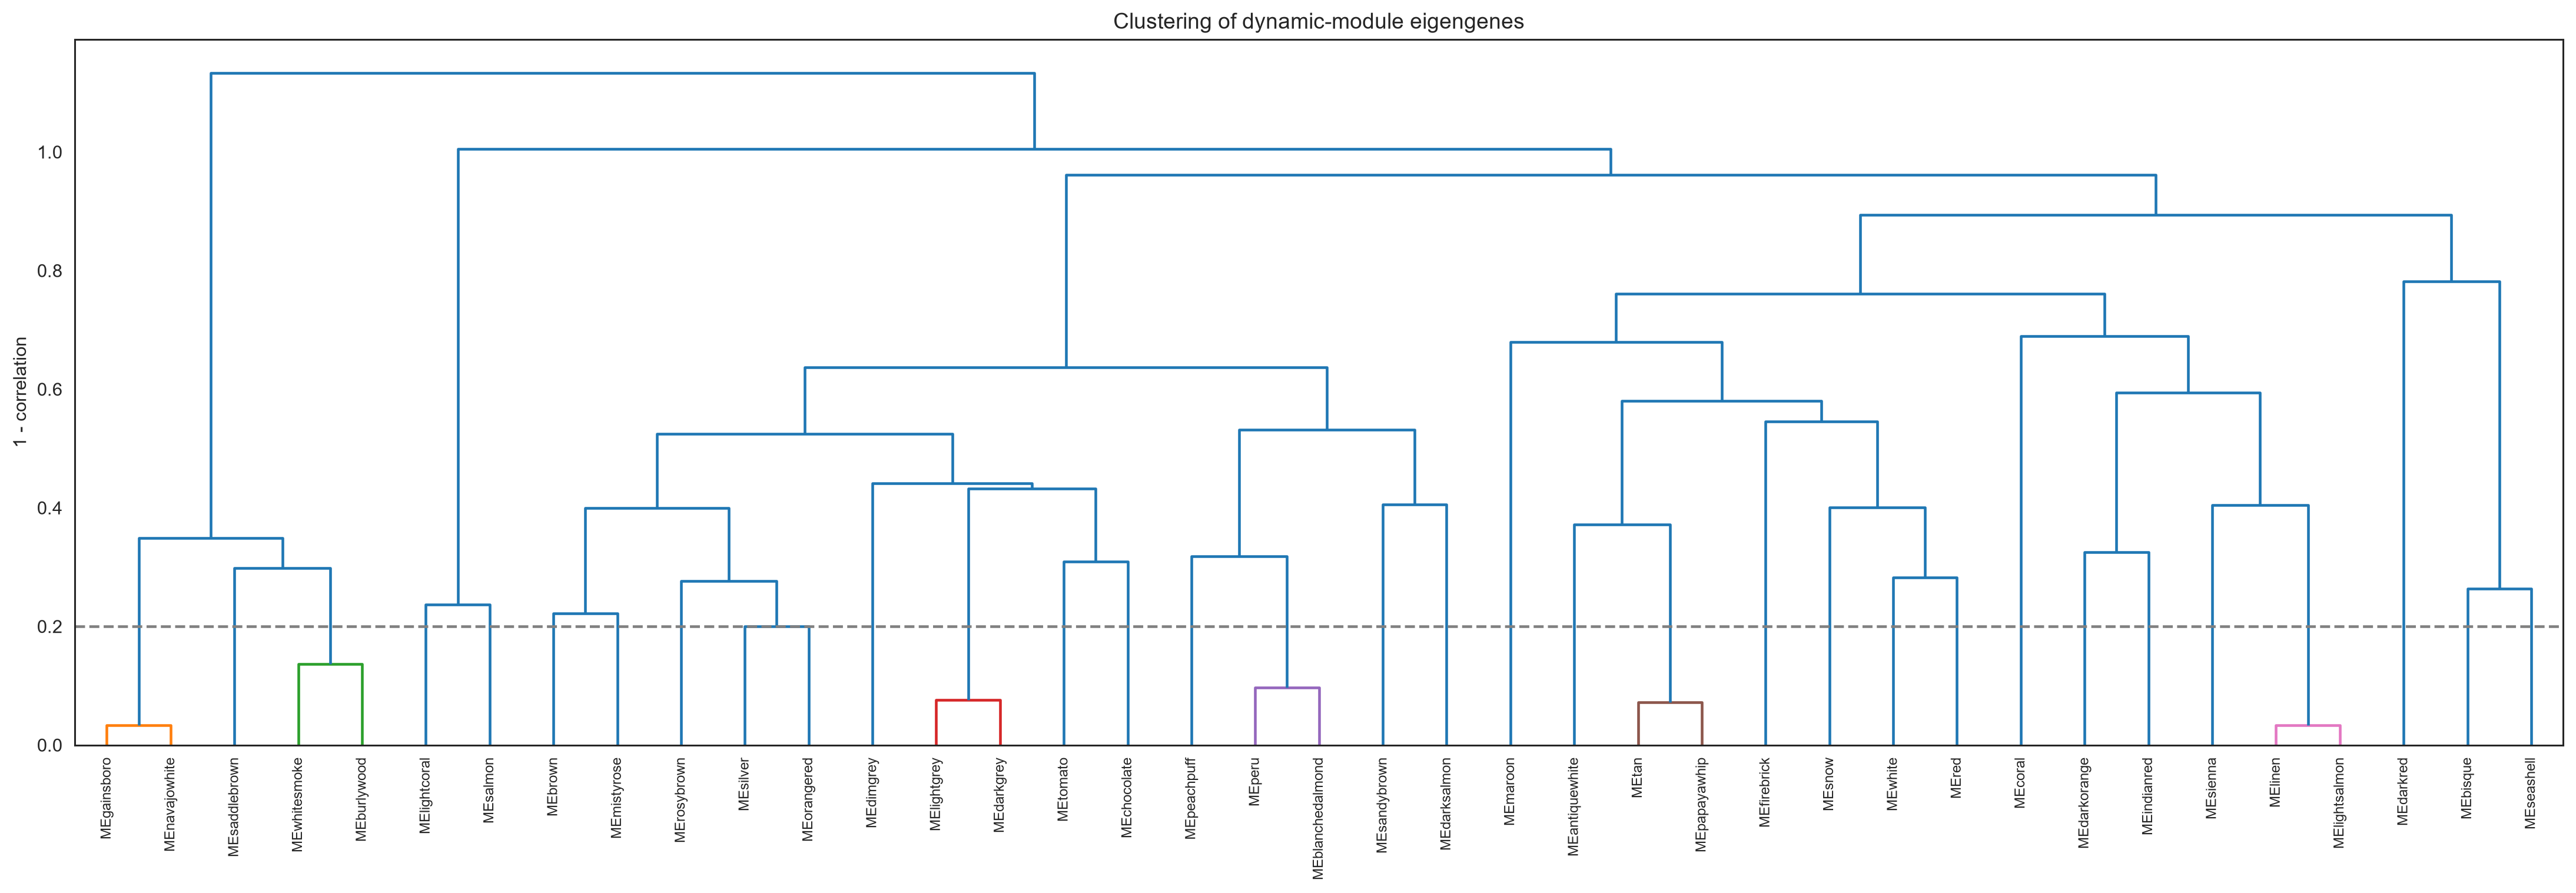 Clustering of dynamic-module eigengenes
1 - correlation
1.0
0.8
0.6
0.4
0.2
0.0
MEgainsboro
MEnavajowhite
MEsaddlebrown
MEwhitesmoke
MEburlywood
MElightcoral
MEsalmon
MEbrown
MEmistyrose
MErosybrown
MEsilver
MEorangered
MEdimgrey
MElightgrey
MEdarkgrey
MEtomato
MEchocolate
MEpeachpuff
MEperu
MEblanchedalmond
MEsandybrown
MEdarksalmon
MEmaroon
MEantiquewhite
MEtan
MEpapayawhip
MEfirebrick
MEsnow
MEwhite
MEred
MEcoral
MEdarkorange
MEindianred
MEsienna
MElinen
MElightsalmon
MEdarkred
MEbisque
MEseashell